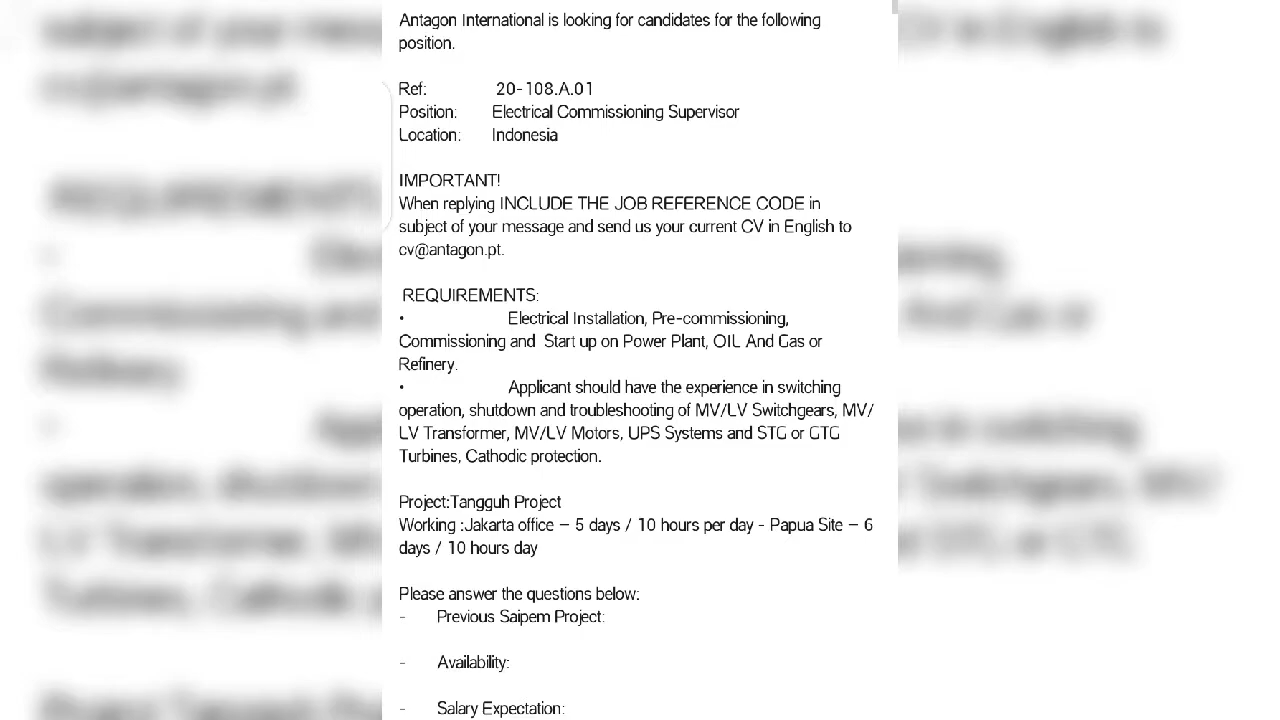 Antagon International is looking for candidates for the following
position.
Ref: 20-108.A.01
Position: Electrical Commissioning Supervisor
Location: Indonesia
IMPORTANT!
When replying INCLUDE THE JOB REFERENCE CODE in
subject of your message and send us your current CV in English to
cv@antagon.pt.
REQUIREMENTS:
• Electrical Installation, Pre-commissioning,
Commissioning and Start up on Power Plant, OIL And Gas or
Refinery.
• Applicant should have the experience in switching
operation, shutdown and troubleshooting of MV/LV Switchgears, MV/
LV Transformer, MV/LV Motors, UPS Systems and STG or GTG
Turbines, Cathodic protection.
Project:Tangguh Project
Working :Jakarta office – 5 days / 10 hours per day - Papua Site – 6
days / 10 hours day
Please answer the questions below:
- Previous Saipem Project:
- Availability:
- Salary Expectation: